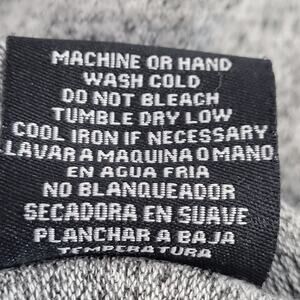 MACHINE OR HAND
WASH COLD
DO NOT BLEACH
TUMBLE DRY LOW
COOL IRON IF NECESSARY
LAVAR A MAQUINA O MANO
EN AGUA FRIA
NO BLANQUEADOR
SECADORA EN SUAVE
PLANCHAR A BAJA
TEMPERATURA